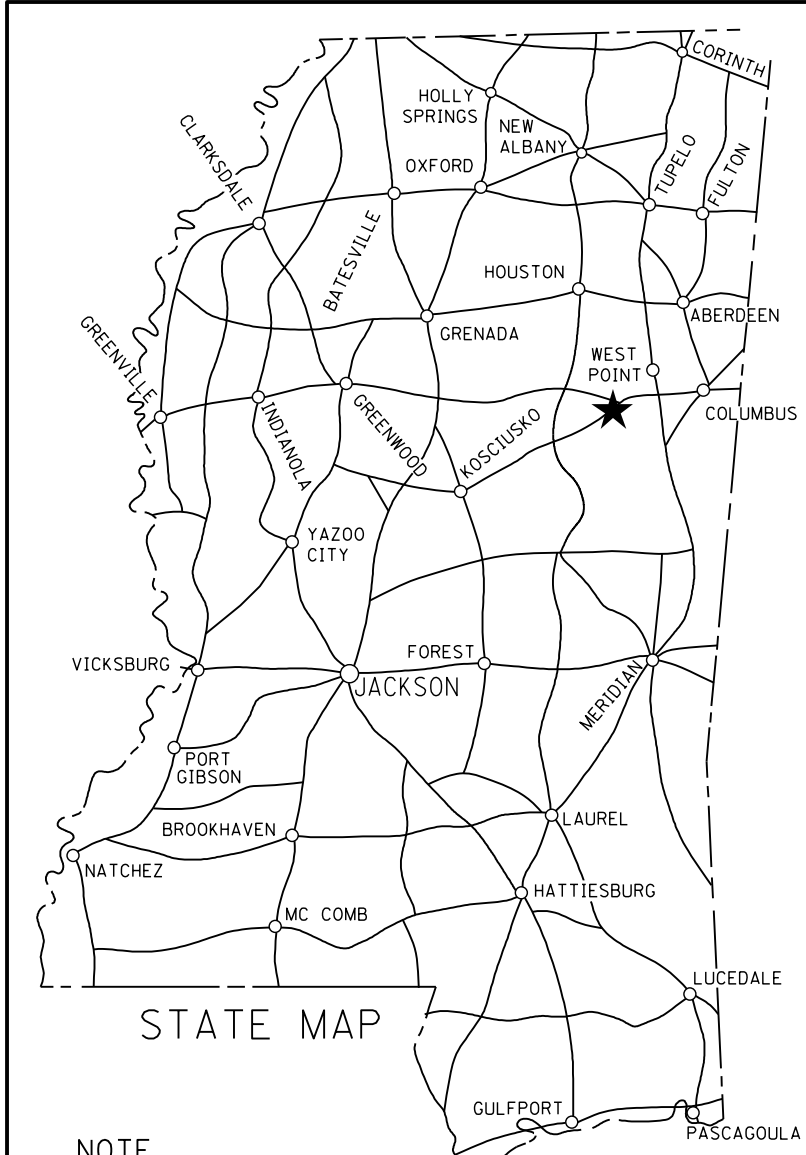 CORINTH
HOLLY
SPRINGS
NEW
ALBANY
CLARKSDALE
OXFORD
TUPELO
FULTON
BATESVILLE
HOUSTON
ABERDEEN
GREENVILLE
GRENADA
WEST
POINT
COLUMBUS
INDIANOLA
GREENWOOD
KOSCIUSKO
YAZOO
CITY
VICKSBURG
FOREST
JACKSON
MERIDIAN
PORT
GIBSON
BROOKHAVEN
LAUREL
NATCHEZ
HATTIESBURG
MC COMB
LUCEDALE
STATE MAP
GULFPORT
PASCAGOULA
NOTE